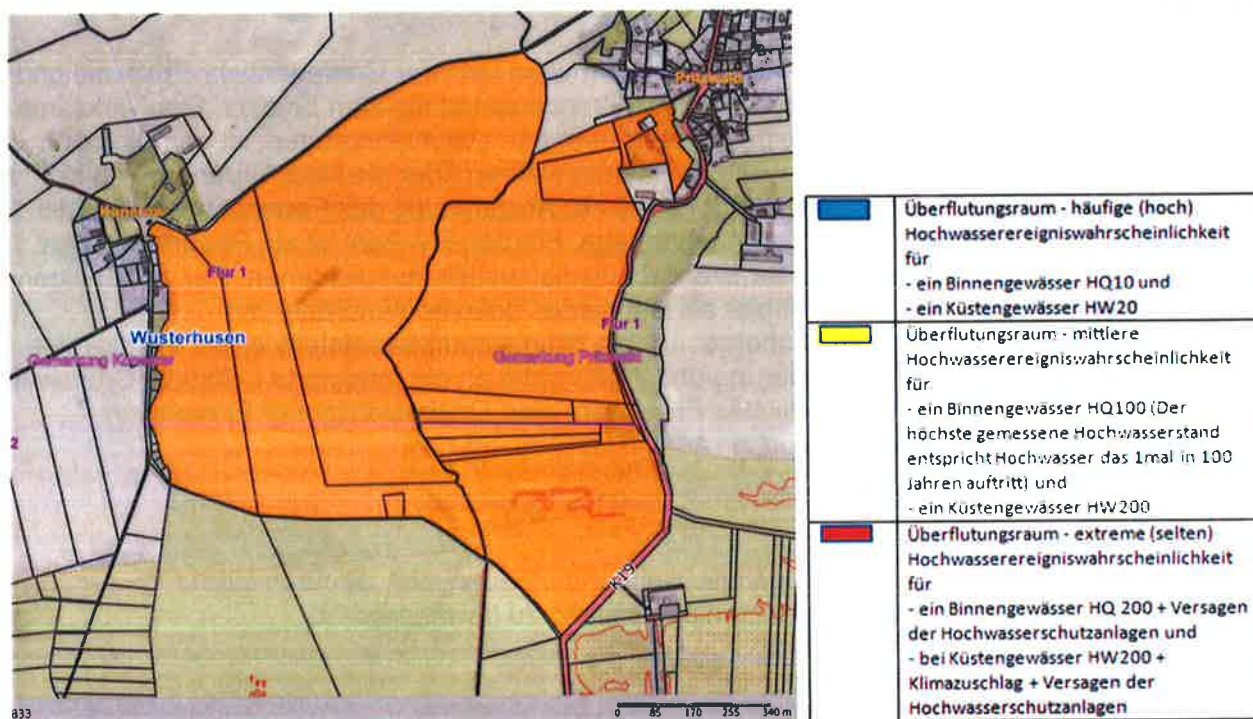 Pritzwald
Flur 1
Wusterhusen
Flur 1
Gemarkung Pritzwald
Gemarkung
2
K19
833
0 85 170 255 340 m
Überflutungsraum - häufige (hoch)
Hochwasserereigniswahrscheinlichkeit
für
- ein Binnengewässer HQ10 und
- ein Küstengewässer HW20
Überflutungsraum - mittlere
Hochwasserereigniswahrscheinlichkeit
für
- ein Binnengewässer HQ100 (Der
höchste gemessene Hochwasserstand
entspricht Hochwasser das 1mal in 100
Jahren auftritt) und
- ein Küstengewässer HW200
Überflutungsraum - extreme (selten)
Hochwasserereigniswahrscheinlichkeit
für
- ein Binnengewässer HQ 200 + Versagen
der Hochwasserschutzanlagen und
- bei Küstengewässer HW200 +
Klimazuschlag + Versagen der
Hochwasserschutzanlagen